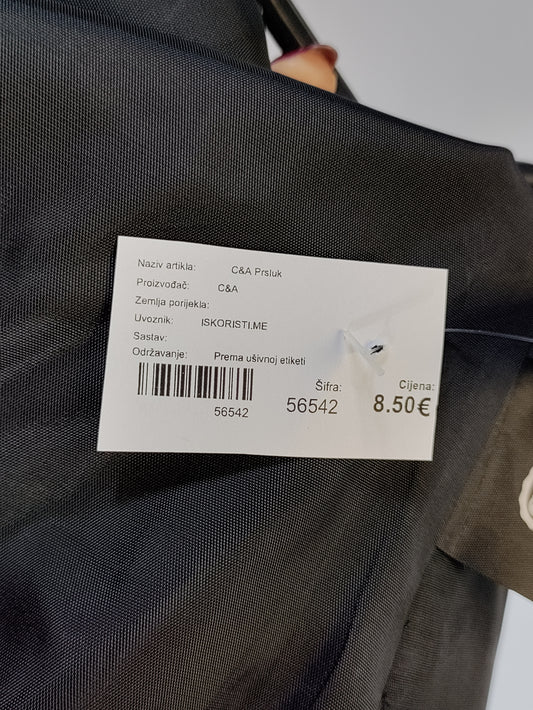 Naziv artikla: C&A Prsluk
Proizvođač: C&A
Zemlja porijekla:
Uvoznik: ISKORISTI.ME
Sastav:
Održavanje: Prema ušivnoj etiketi
56542
Šifra:
56542
Cijena:
8.50€